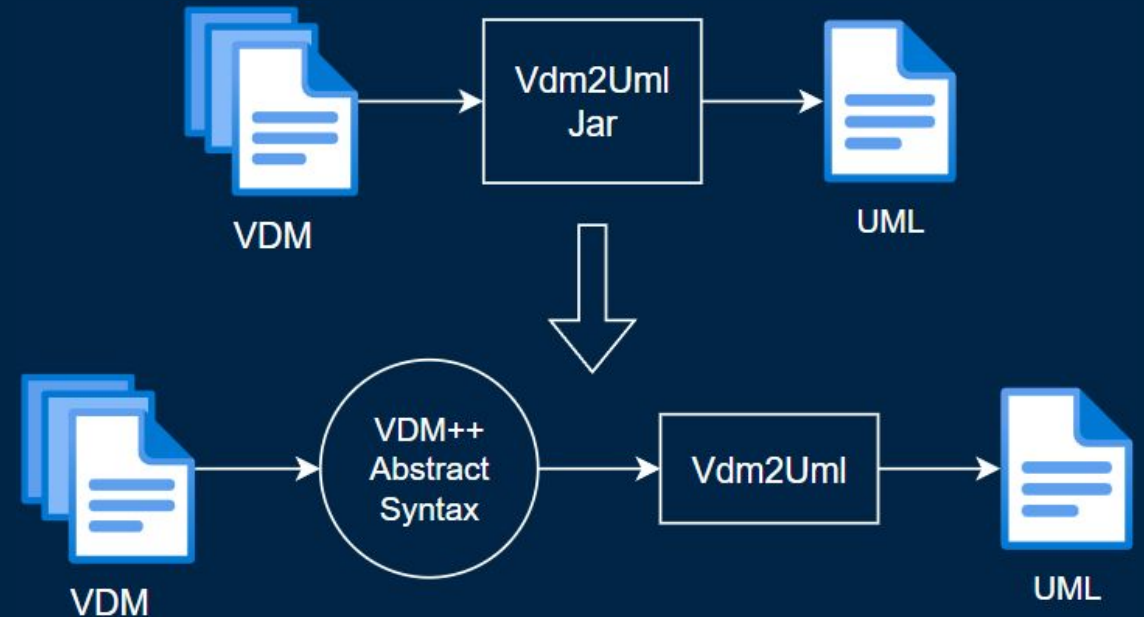 Vdm2Uml
Jar
VDM
UML
VDM++
Abstract
Syntax
Vdm2Uml
VDM
UML